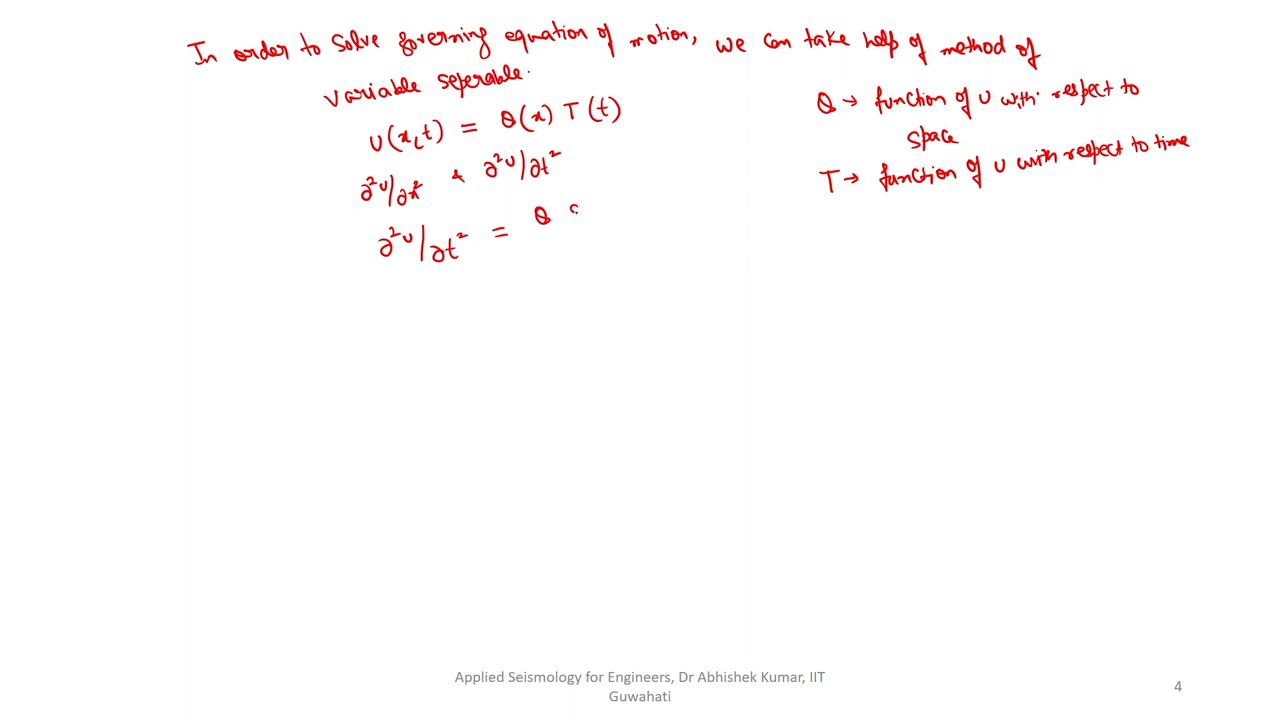 In order to solve governing equation of motion, we can take help of method of
variable seperable.
U(x,t) = Q(x) T(t)
∂²U/∂x² & ∂²U/∂t²
∂²U/∂t² = Q
Q → function of U with respect to
space
T → function of U with respect to time
Applied Seismology for Engineers, Dr Abhishek Kumar, IIT
Guwahati
4